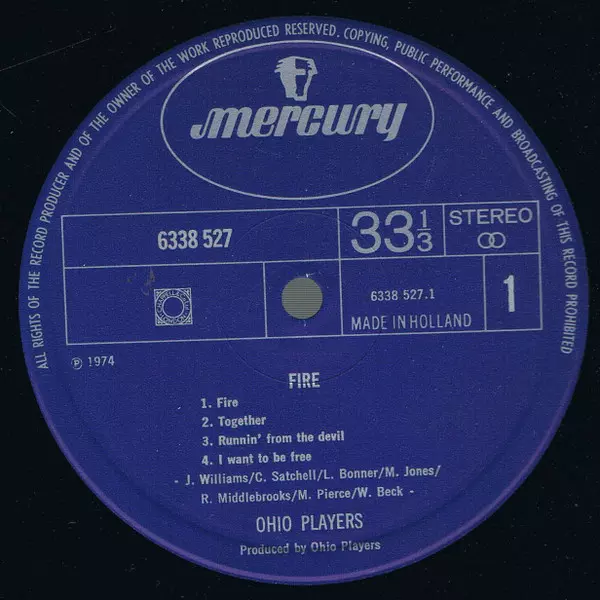 ALL RIGHTS OF THE RECORD PRODUCER AND OF THE OWNER OF THE WORK REPRODUCED RESERVED. COPYING, PUBLIC PERFORMANCE AND BROADCASTING OF THIS RECORD PROHIBITED
mercury
6338 527
33 1/3
STEREO
6338 527.1
MADE IN HOLLAND
1
℗ 1974
FIRE
1. Fire
2. Together
3. Runnin' from the devil
4. I want to be free
- J. Williams/C. Satchell/L. Bonner/M. Jones/
R. Middlebrooks/M. Pierce/W. Beck -
OHIO PLAYERS
Produced by Ohio Players